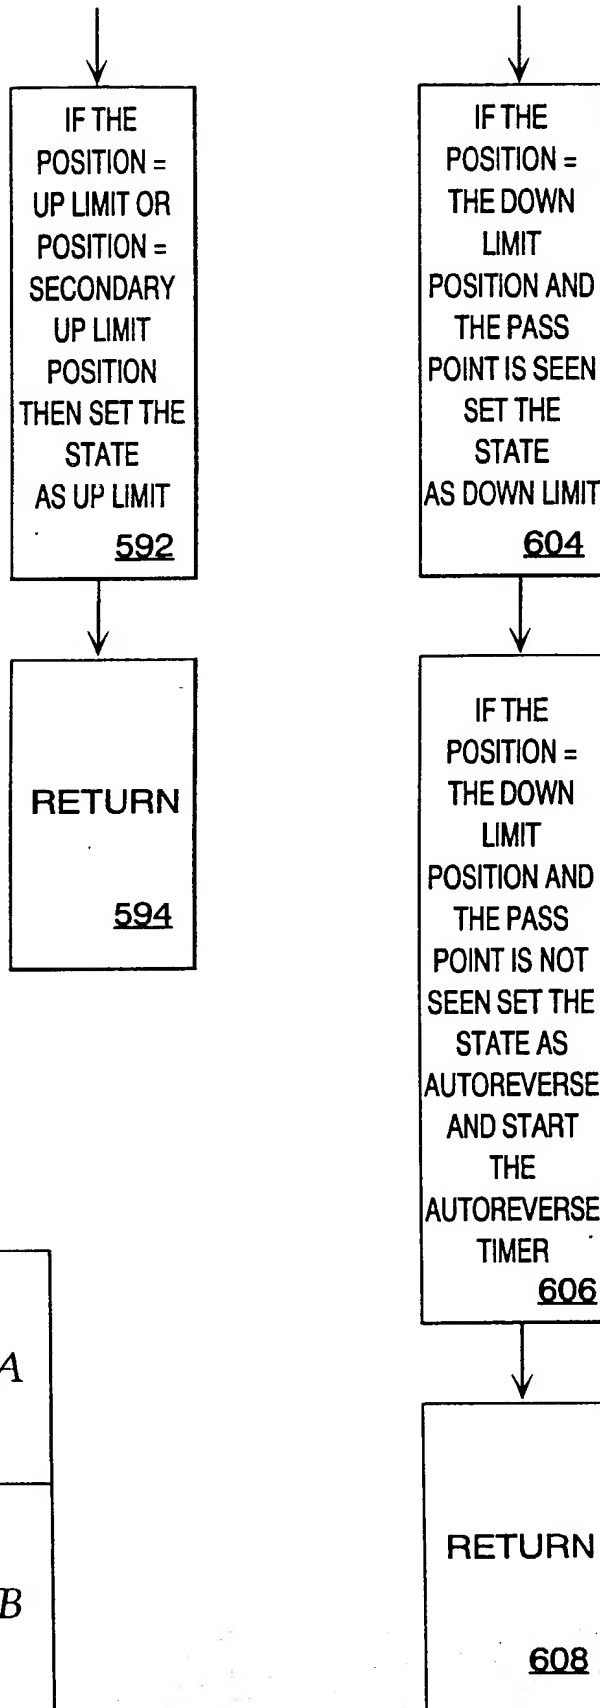 IF THE
POSITION =
UP LIMIT OR
POSITION =
SECONDARY
UP LIMIT
POSITION
THEN SET THE
STATE
AS UP LIMIT
592
RETURN
594
IF THE
POSITION =
THE DOWN
LIMIT
POSITION AND
THE PASS
POINT IS SEEN
SET THE
STATE
AS DOWN LIMIT
604
IF THE
POSITION =
THE DOWN
LIMIT
POSITION AND
THE PASS
POINT IS NOT
SEEN SET THE
STATE AS
AUTOREVERSE
AND START
THE
AUTOREVERSE
TIMER
606
RETURN
608
A
B